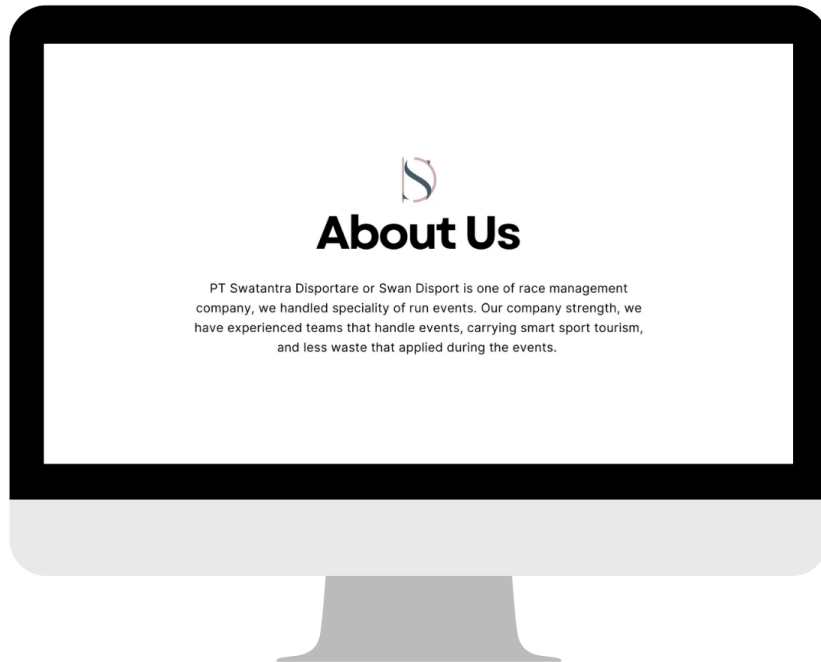 About Us
PT Swatantra Disportare or Swan Disport is one of race management
company, we handled speciality of run events. Our company strength, we
have experienced teams that handle events, carrying smart sport tourism,
and less waste that applied during the events.